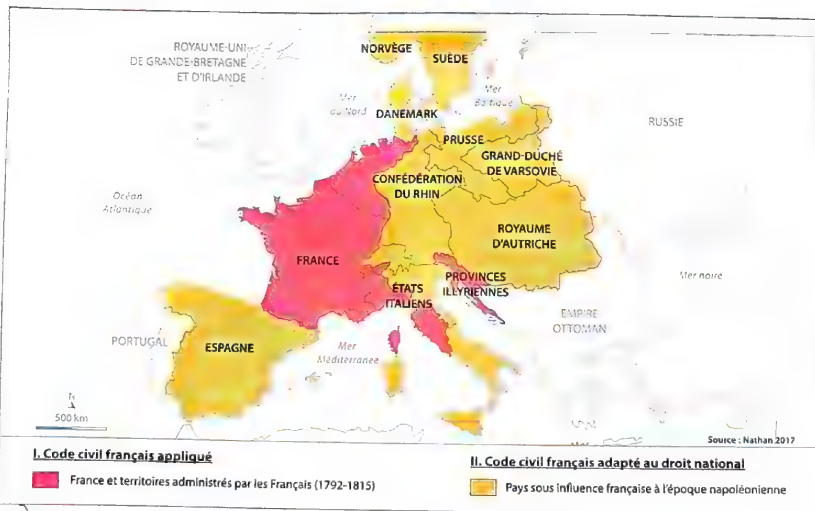 NORVÈGE
SUÈDE
ROYAUME-UNI
DE GRANDE-BRETAGNE
ET D'IRLANDE
Mer
du Nord
Mer
Baltique
DANEMARK
RUSSIE
PRUSSE
GRAND-DUCHÉ
DE VARSOVIE
CONFÉDÉRATION
DU RHIN
Océan
Atlantique
ROYAUME
D'AUTRICHE
FRANCE
PROVINCES
ILLYRIENNES
Mer noire
ÉTATS
ITALIENS
EMPIRE
OTTOMAN
PORTUGAL
ESPAGNE
Mer
Méditerranée
N
500 km
Source : Nathan 2017
I. Code civil français appliqué
France et territoires administrés par les Français (1792-1815)
II. Code civil français adapté au droit national
Pays sous influence française à l'époque napoléonienne